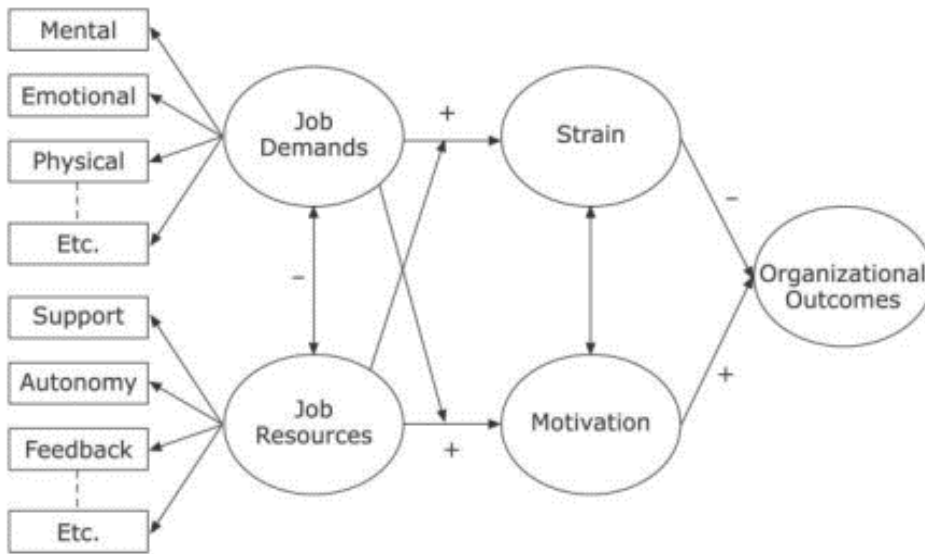 Mental
Emotional
Physical
Etc.
Support
Autonomy
Feedback
Etc.
Job
Demands
Job
Resources
+
-
+
Strain
Motivation
-
+
Organizational
Outcomes